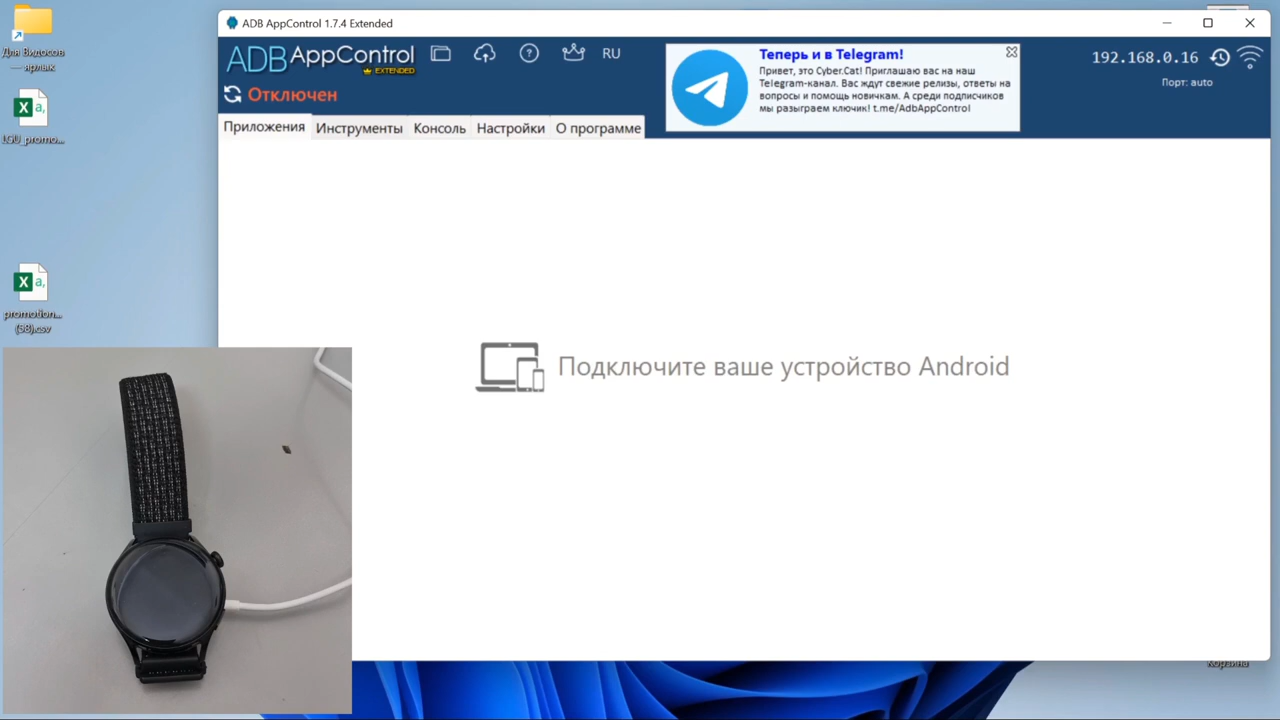 Для Видосов
— ярлык
LGU_promo...
promotion...
(58).csv
ADB AppControl 1.7.4 Extended
ADB AppControl
EXTENDED
RU
Отключен
Теперь и в Telegram!
Привет, это Cyber.Cat! Приглашаю вас на наш
Telegram-канал. Вас ждут свежие релизы, ответы на
вопросы и помощь новичкам. А среди подписчиков
мы разыграем ключик! t.me/AdbAppControl
192.168.0.16
Порт: auto
Приложения
Инструменты
Консоль
Настройки
О программе
Подключите ваше устройство Android
Корзина